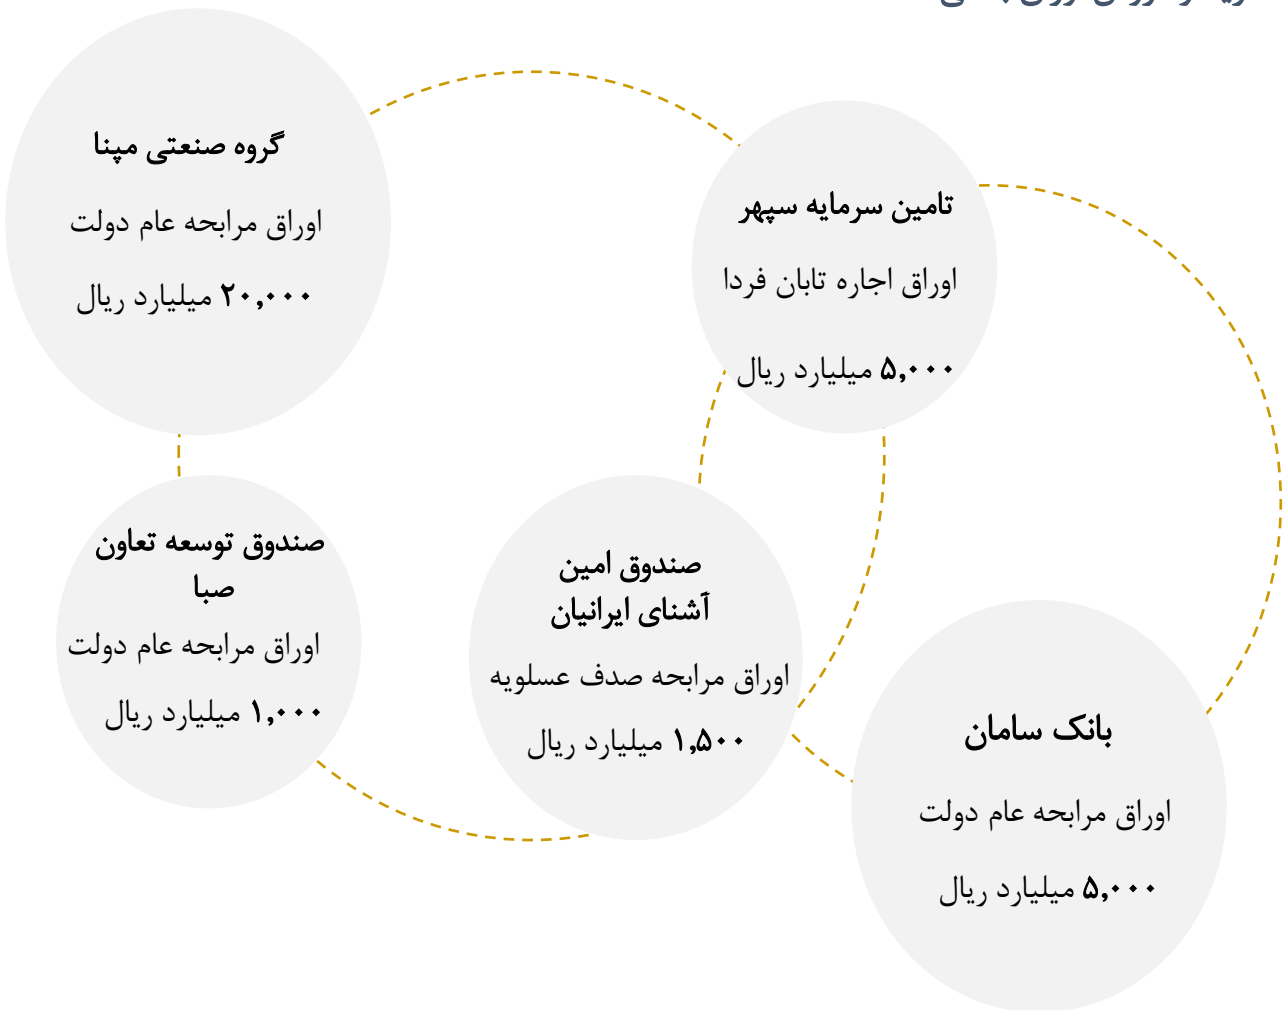 گروه صنعتی مپنا
اوراق مرابحه عام دولت
۲۰,۰۰۰ میلیارد ریال
تامین سرمایه سپهر
اوراق اجاره تابان فردا
۵,۰۰۰ میلیارد ریال
صندوق توسعه تعاون
صبا
اوراق مرابحه عام دولت
۱,۰۰۰ میلیارد ریال
صندوق امین
آشنای ایرانیان
اوراق مرابحه صدف عسلویه
۱,۵۰۰ میلیارد ریال
بانک سامان
اوراق مرابحه عام دولت
۵,۰۰۰ میلیارد ریال